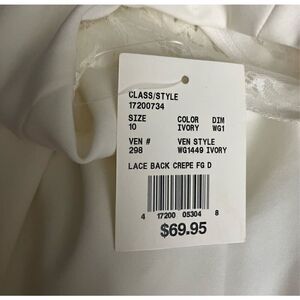 CLASS/STYLE
17200734
SIZE COLOR DIM
10 IVORY WG1
VEN # VEN STYLE
298 WG1449 IVORY
LACE BACK CREPE FG D
4 17200 05304 8
$69.95